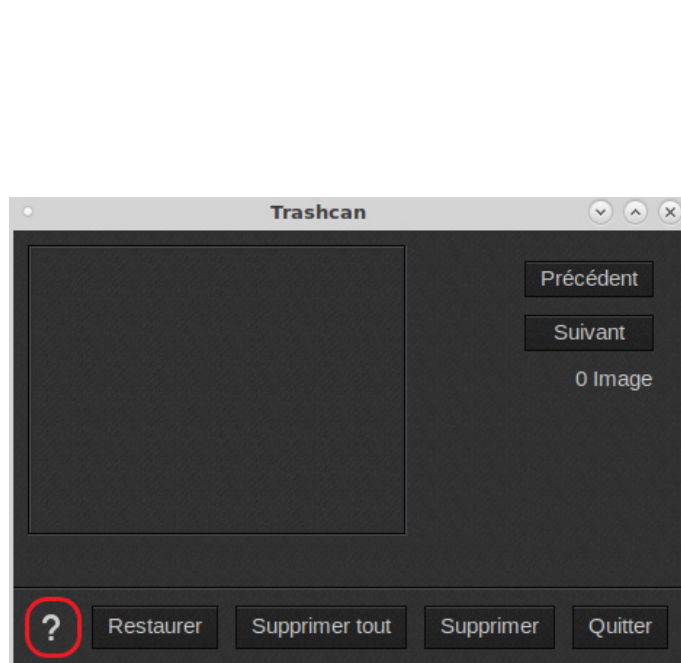 Trashcan
Précédent
Suivant
0 Image
? Restaurer Supprimer tout Supprimer Quitter